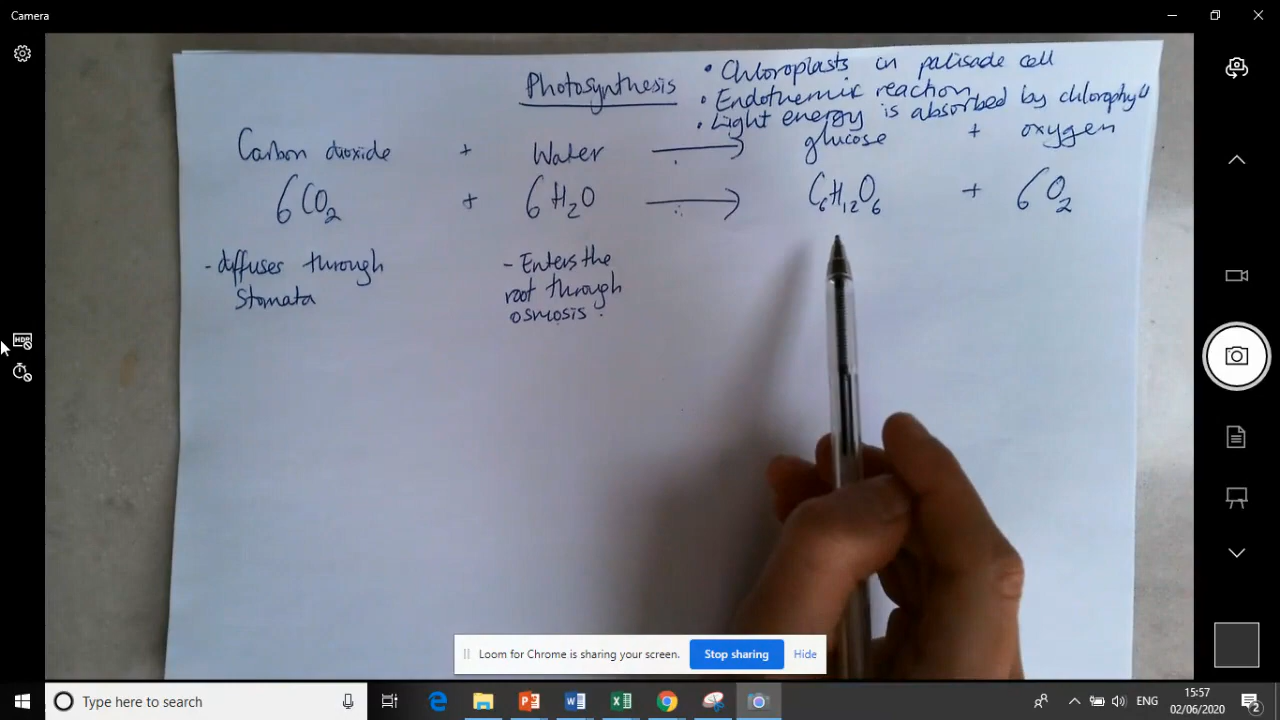 Camera
Photosynthesis
• Chloroplasts in palisade cell
• Endothermic reaction
• Light energy is absorbed by chlorophyll
Carbon dioxide + Water → glucose + oxygen
6CO₂ + 6H₂O → C₆H₁₂O₆ + 6O₂
- diffuses through
Stomata
- Enters the
root through
osmosis.
HDR
Loom for Chrome is sharing your screen. Stop sharing Hide
Type here to search
ENG
15:57
02/06/2020
2